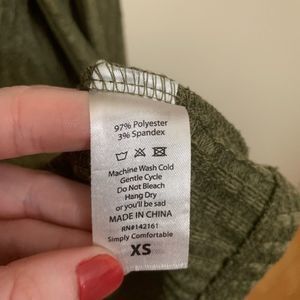 97% Polyester
3% Spandex
Machine Wash Cold
Gentle Cycle
Do Not Bleach
Hang Dry
or you'll be sad
MADE IN CHINA
RN#142161
Simply Comfortable
XS